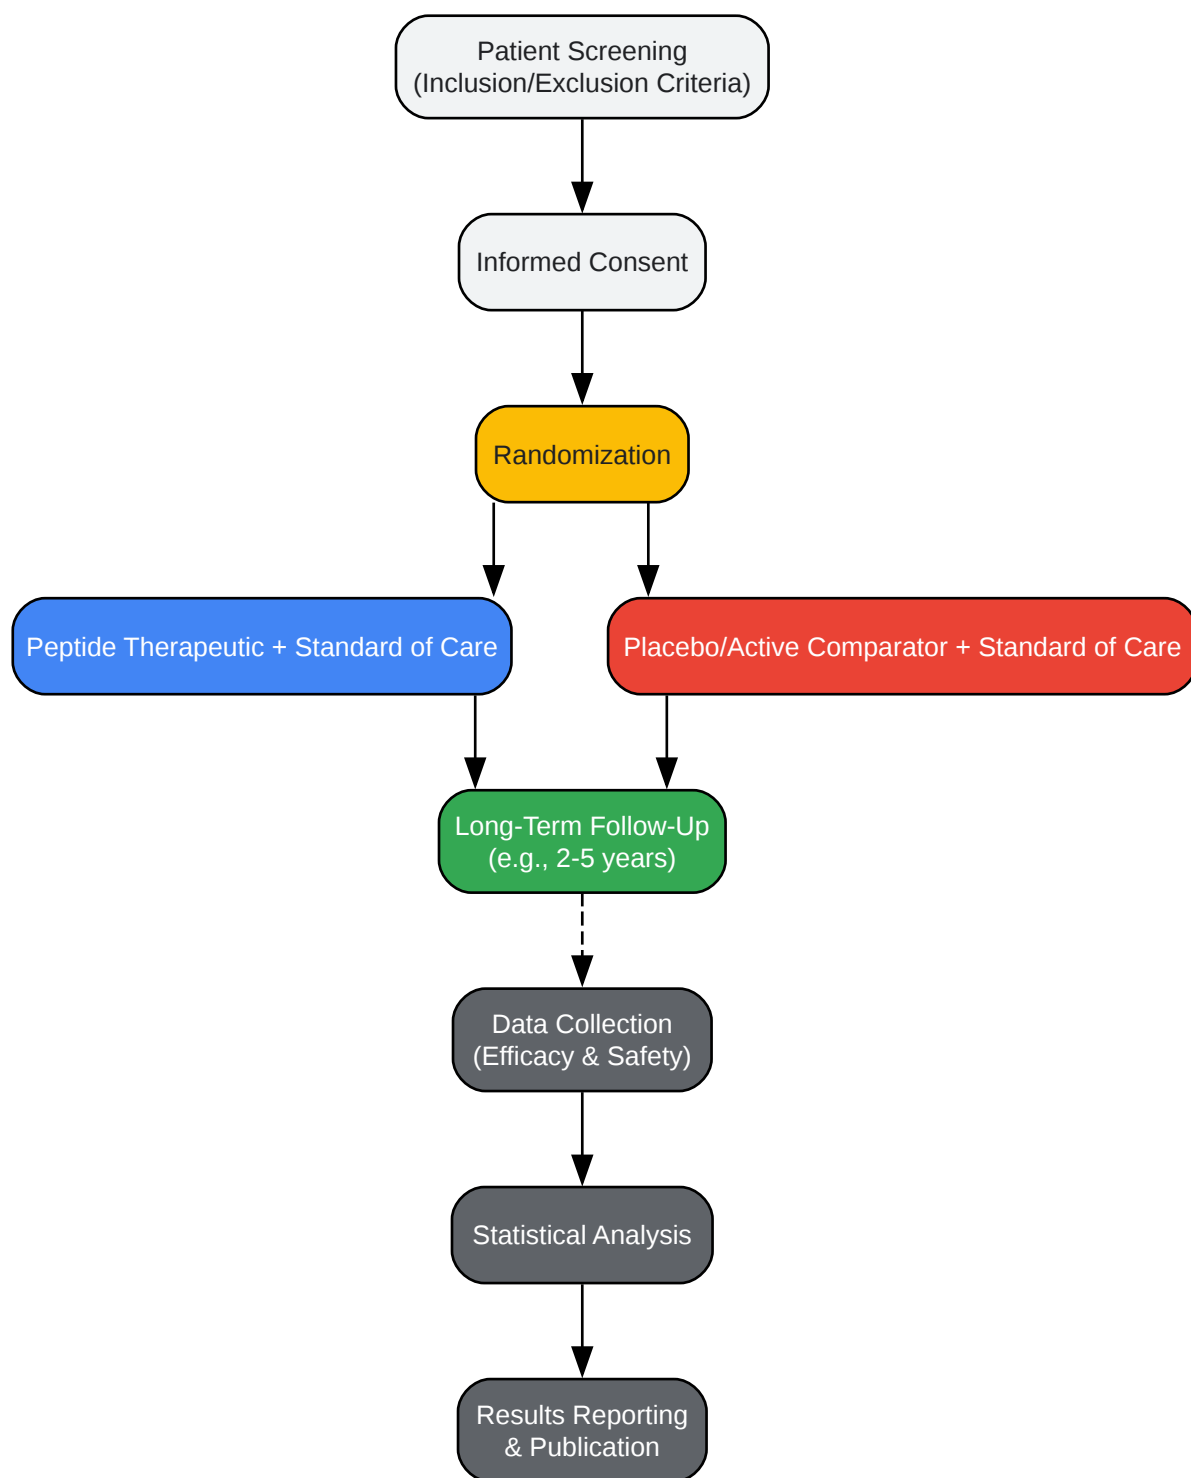 Patient Screening
(Inclusion/Exclusion Criteria)
Informed Consent
Randomization
Peptide Therapeutic + Standard of Care
Placebo/Active Comparator + Standard of Care
Long-Term Follow-Up
(e.g., 2-5 years)
Data Collection
(Efficacy & Safety)
Statistical Analysis
Results Reporting
& Publication